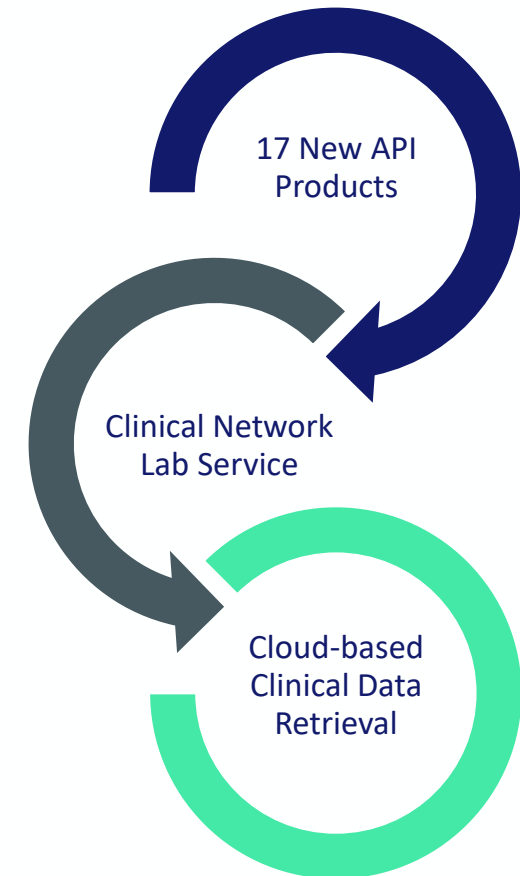 17 New API
Products
Clinical Network
Lab Service
Cloud-based
Clinical Data
Retrieval